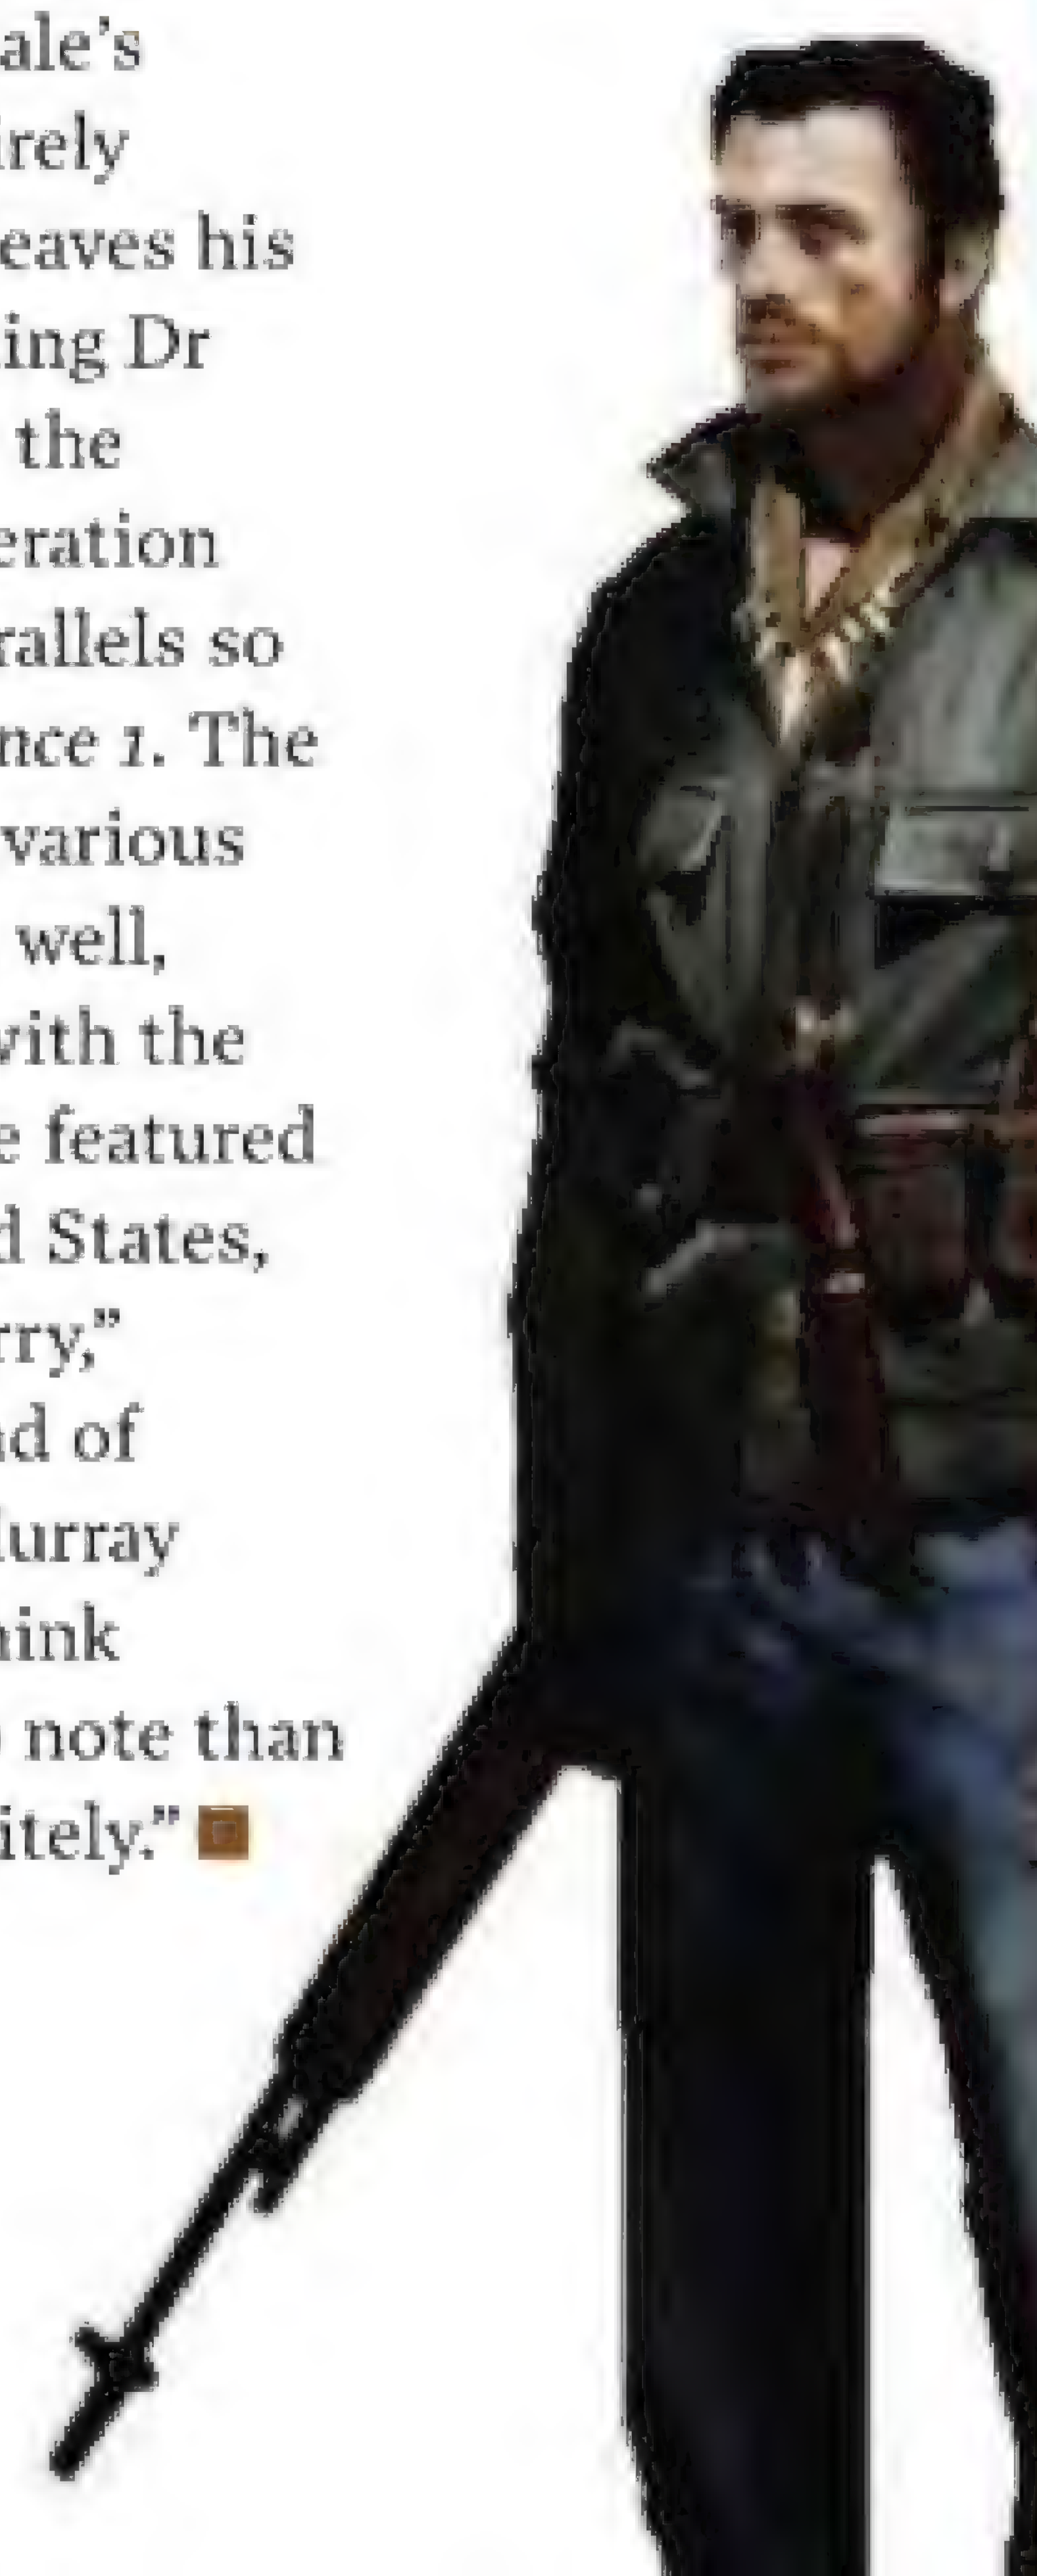 ale's
irely
eaves his
ing Dr
the
eration
rallels so
nce 1. The
various
well,
with the
e featured
d States,
rry,"
nd of
urray
hink
note than
itely."